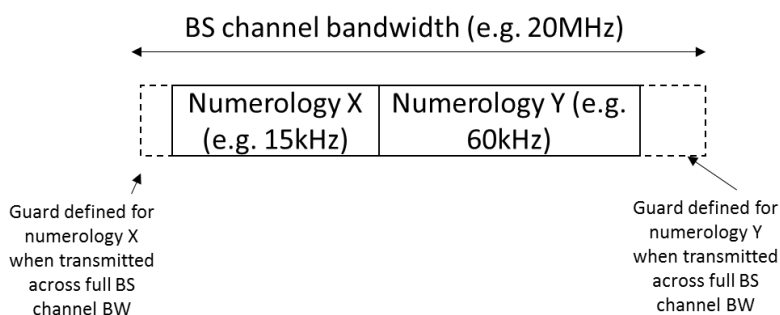 BS channel bandwidth (e.g. 20MHz)
Numerology X
(e.g. 15kHz)
Numerology Y (e.g.
60kHz)
Guard defined for
numerology X
when transmitted
across full BS
channel BW
Guard defined for
numerology Y
when transmitted
across full BS
channel BW